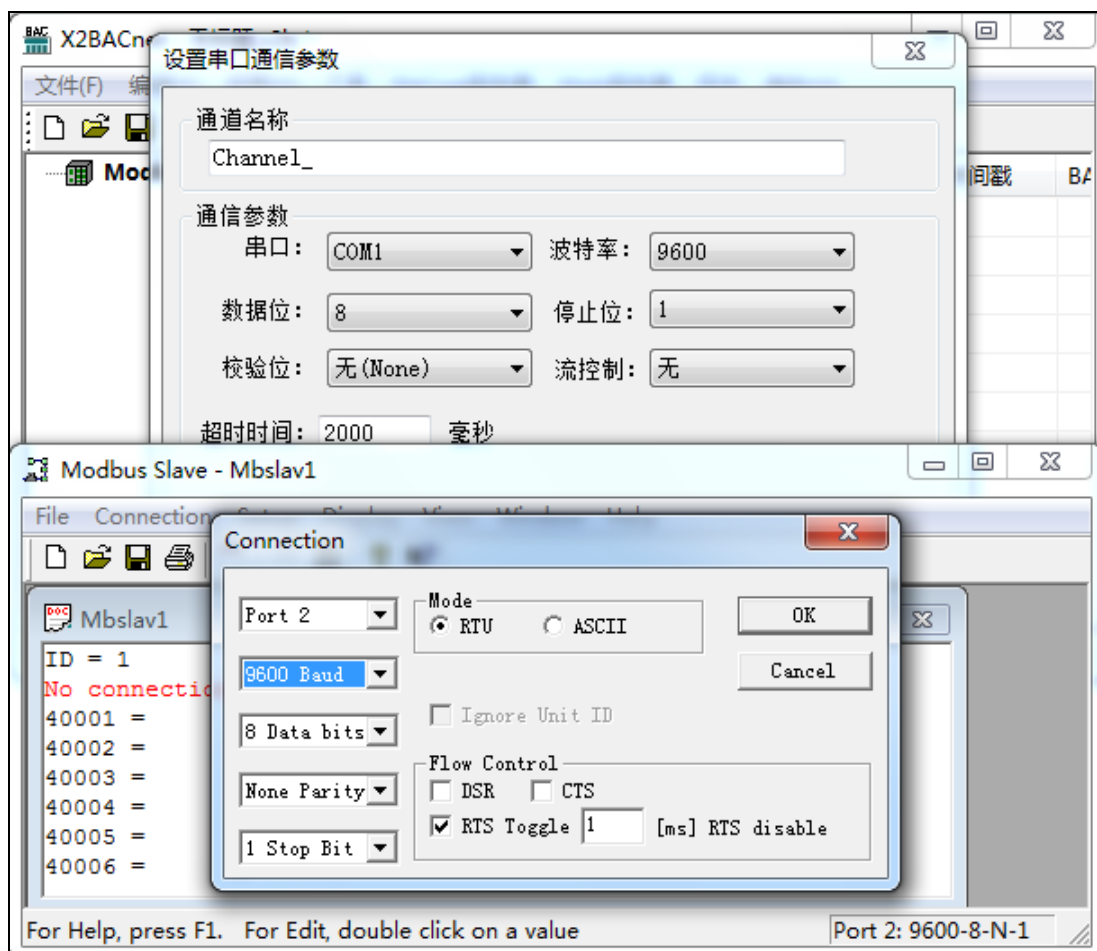 X2BACne
设置串口通信参数
文件(F) 编
通道名称
Channel_
Mod
间戳 BA
通信参数
串口: COM1 波特率: 9600
数据位: 8 停止位: 1
校验位: 无(None) 流控制: 无
超时时间: 2000 毫秒
Modbus Slave - Mbslav1
File Connection
Connection
Mbslav1
Port 2
Mode
RTU ASCII
OK
ID = 1
9600 Baud
Cancel
No connectio
40001 =
Ignore Unit ID
8 Data bits
40002 =
Flow Control
40003 =
None Parity
DSR CTS
40004 =
RTS Toggle 1 [ms] RTS disable
40005 =
1 Stop Bit
40006 =
For Help, press F1. For Edit, double click on a value
Port 2: 9600-8-N-1